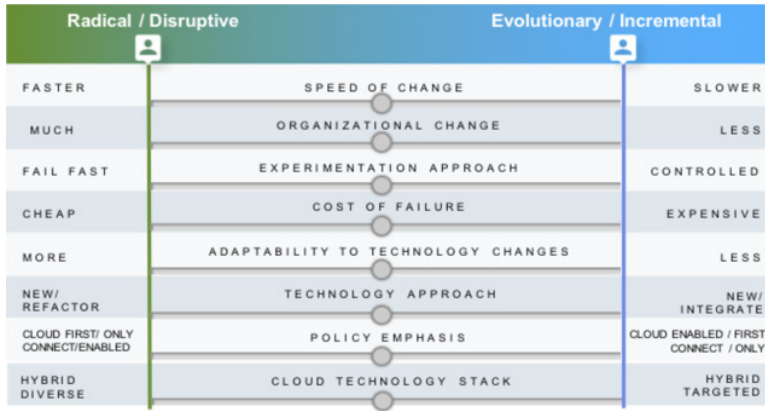 Radical / Disruptive Evolutionary / Incremental
FASTER SPEED OF CHANGE SLOWER
MUCH ORGANIZATIONAL CHANGE LESS
FAIL FAST EXPERIMENTATION APPROACH CONTROLLED
CHEAP COST OF FAILURE EXPENSIVE
MORE ADAPTABILITY TO TECHNOLOGY CHANGES LESS
NEW/
REFACTOR
TECHNOLOGY APPROACH
NEW/
INTEGRATE
CLOUD FIRST/ ONLY
CONNECT/ENABLED
POLICY EMPHASIS
CLOUD ENABLED / FIRST
CONNECT / ONLY
HYBRID
DIVERSE
CLOUD TECHNOLOGY STACK
HYBRID
TARGETED